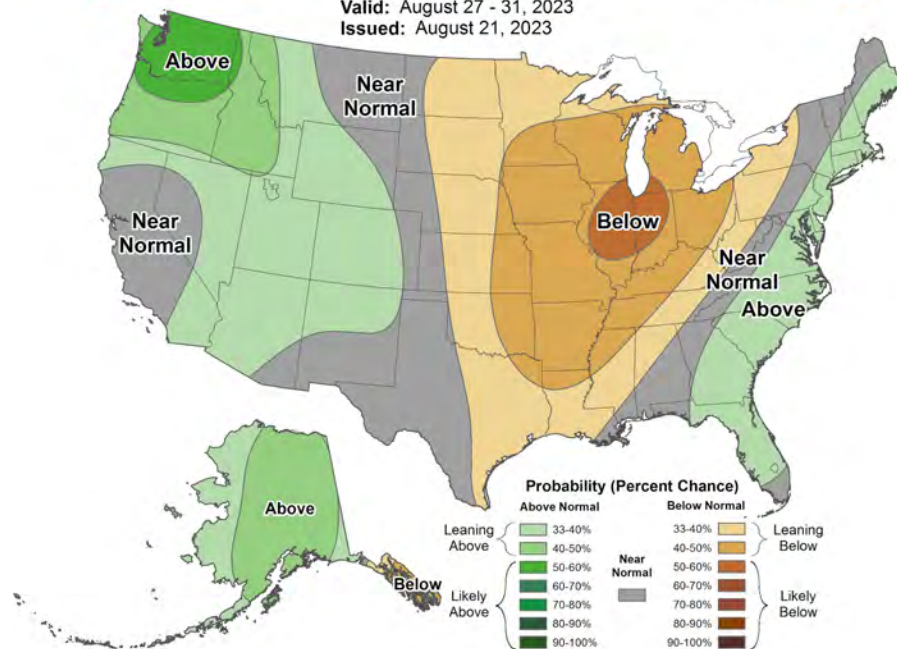 Valid: August 27 - 31, 2023
Issued: August 21, 2023
Above
Near
Normal
Near
Normal
Below
Near
Normal
Above
Above
Below
Probability (Percent Chance)
Above Normal
Below Normal
Leaning
Above
33-40%
40-50%
Likely
Above
50-60%
60-70%
70-80%
80-90%
90-100%
Near
Normal
33-40%
40-50%
Leaning
Below
50-60%
60-70%
70-80%
80-90%
90-100%
Likely
Below